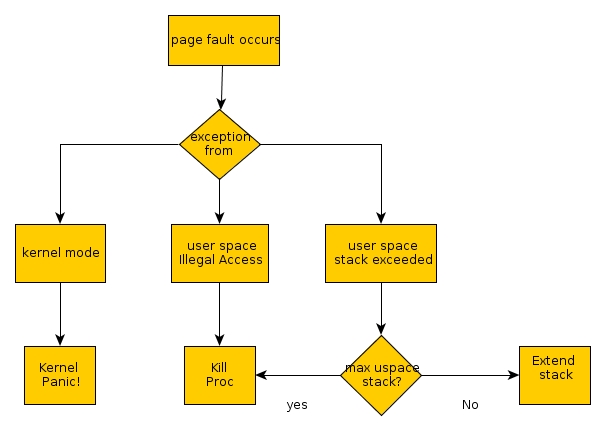 page fault occurs
exception
from
kernel mode
user space
Illegal Access
user space
stack exceeded
Kernel
Panic!
Kill
Proc
max uspace
stack?
Extend
stack
yes
No